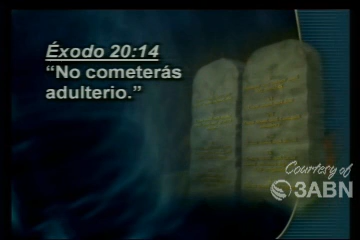 Éxodo 20:14
“No cometerás
adulterio.”
Courtesy of
3ABN